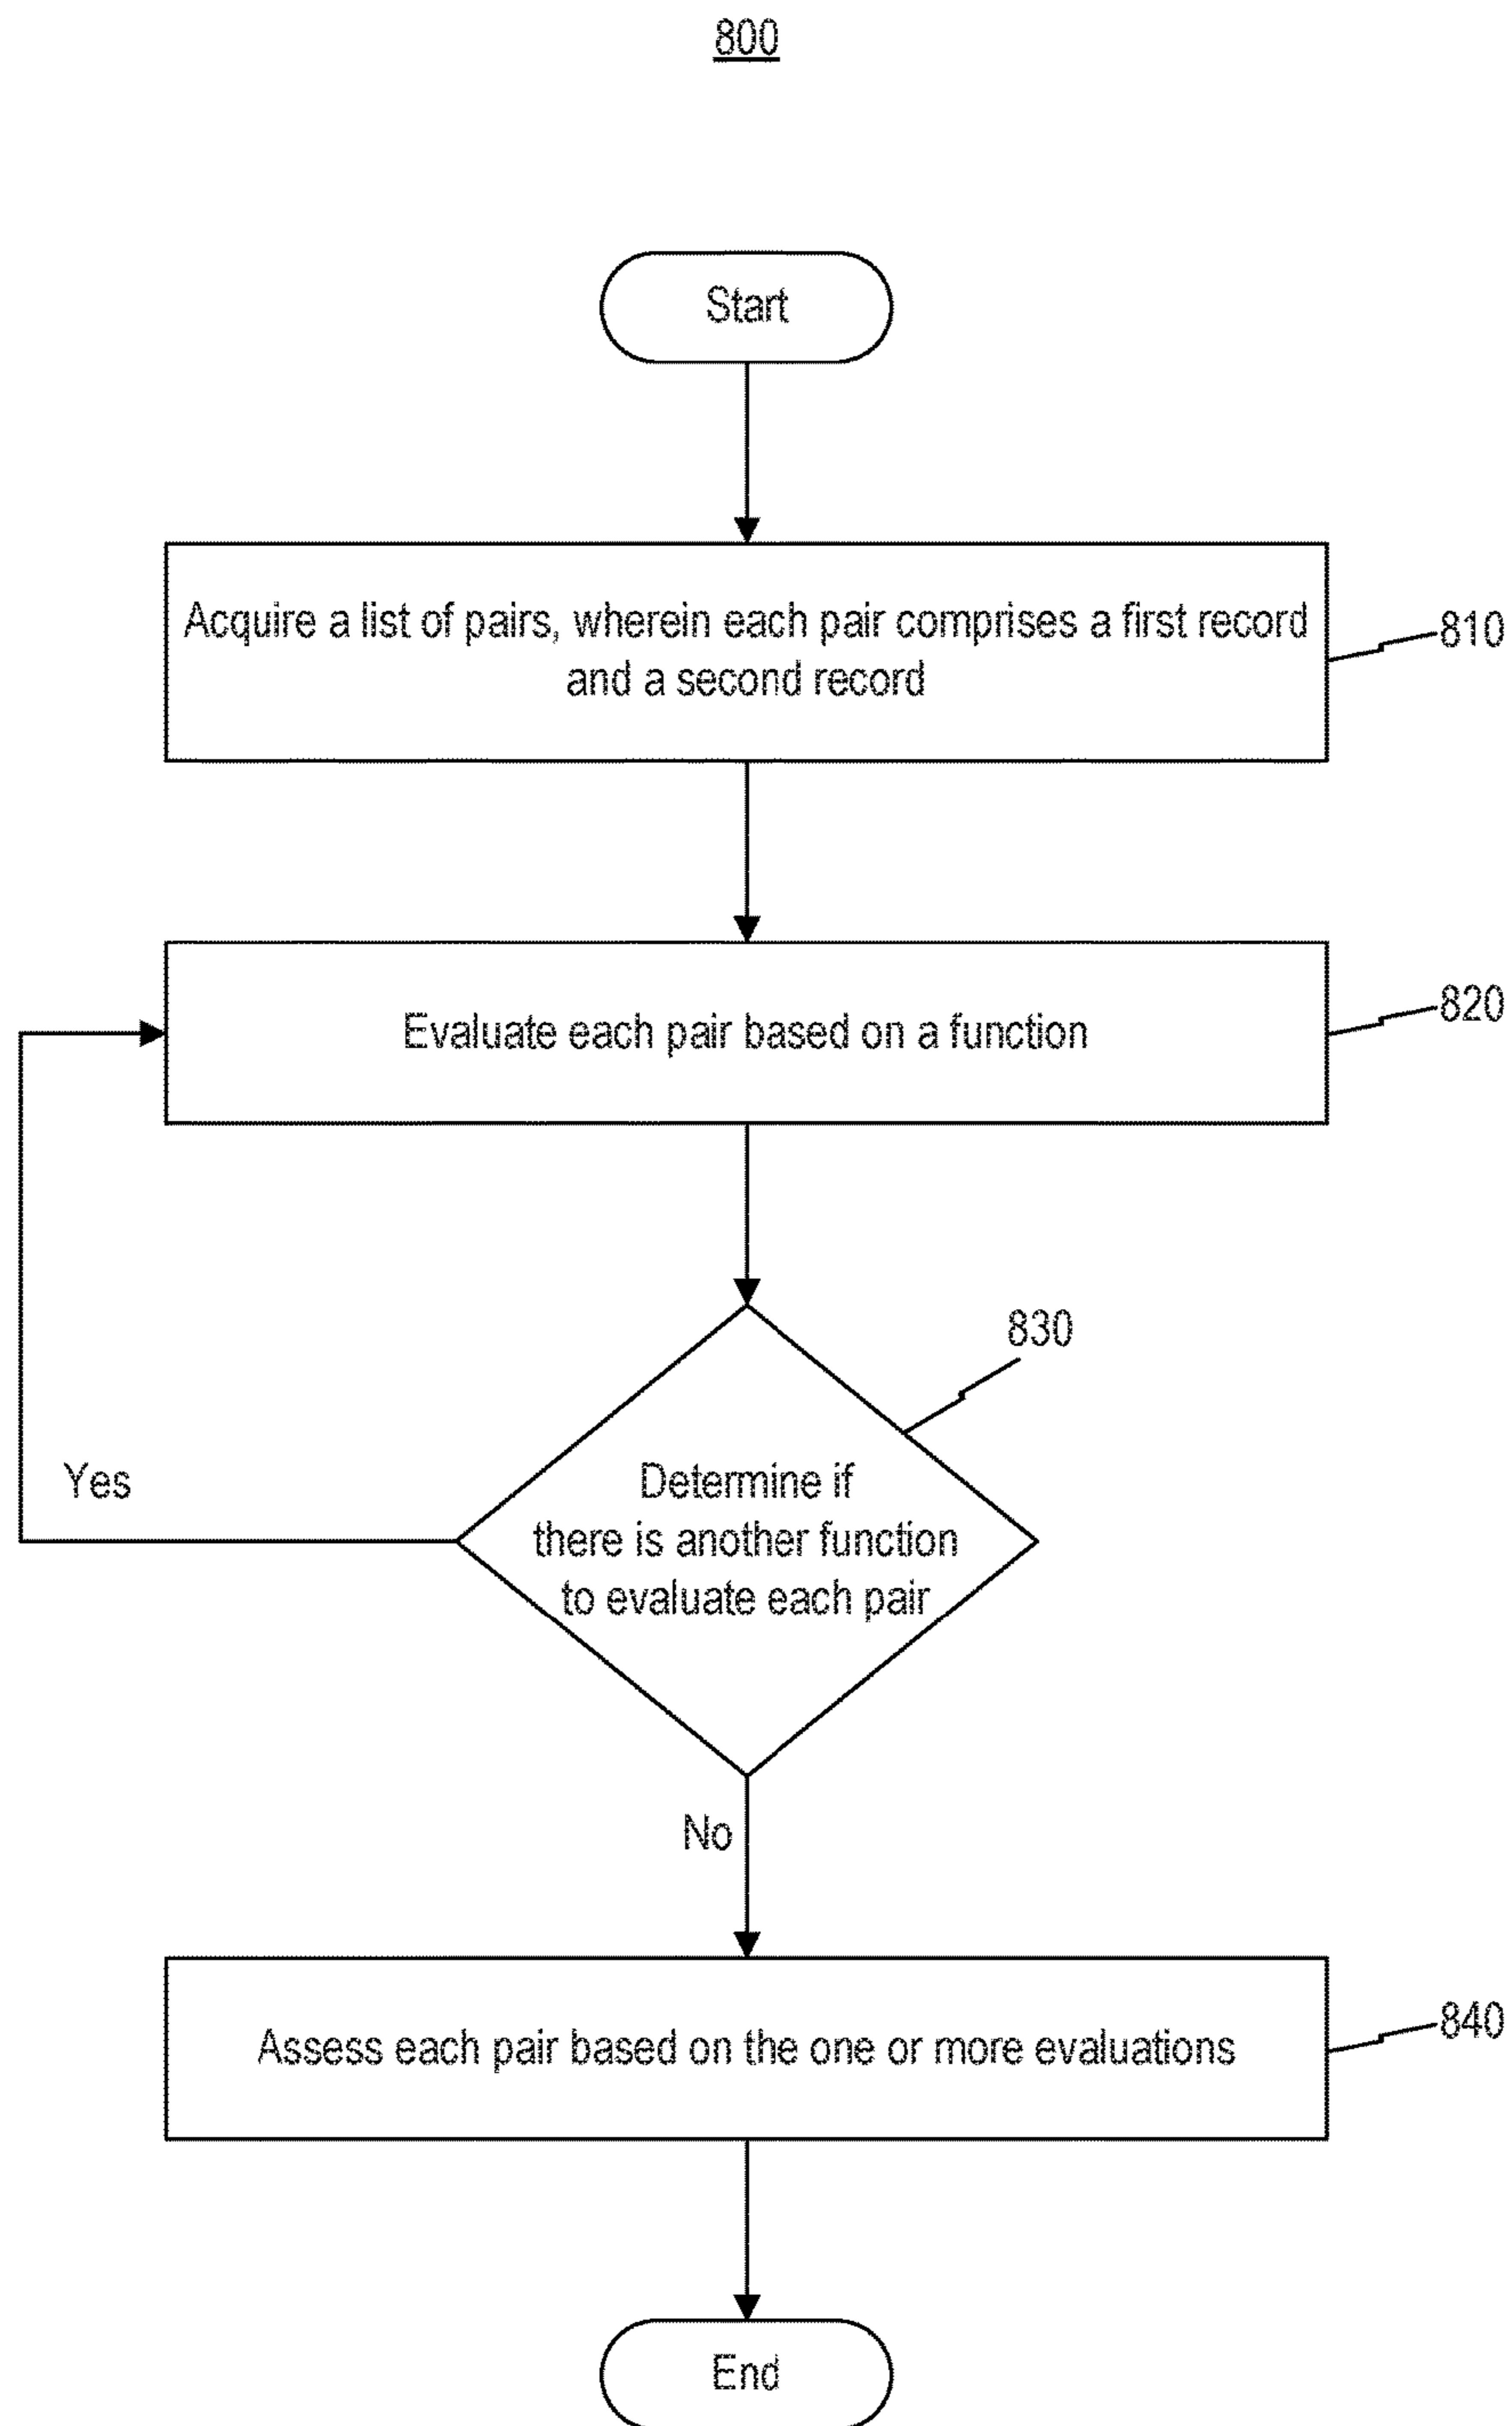 800
Start
Acquire a list of pairs, wherein each pair comprises a first record
and a second record
810
Evaluate each pair based on a function
820
830
Determine if
there is another function
to evaluate each pair
Yes
No
Assess each pair based on the one or more evaluations
840
End